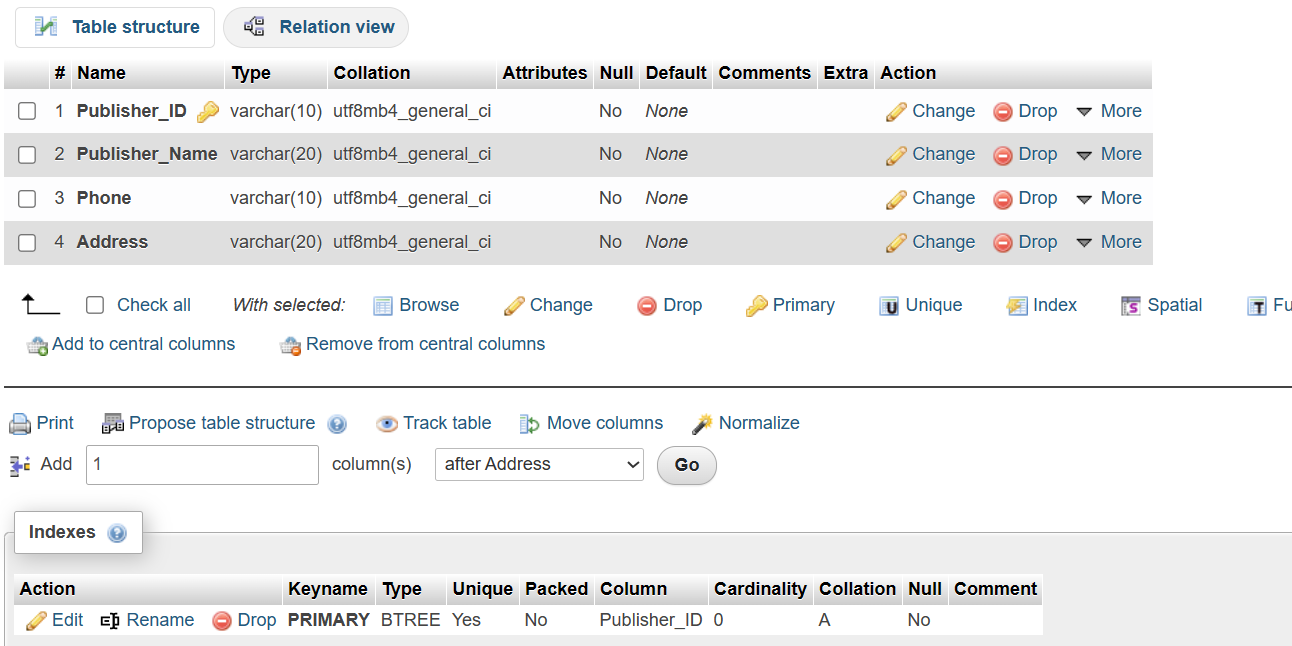 Table structure Relation view
# Name Type Collation Attributes Null Default Comments Extra Action
1 Publisher_ID varchar(10) utf8mb4_general_ci No None Change Drop More
2 Publisher_Name varchar(20) utf8mb4_general_ci No None Change Drop More
3 Phone varchar(10) utf8mb4_general_ci No None Change Drop More
4 Address varchar(20) utf8mb4_general_ci No None Change Drop More
Check all With selected: Browse Change Drop Primary Unique Index Spatial Fu
Add to central columns Remove from central columns
Print Propose table structure Track table Move columns Normalize
Add 1 column(s) after Address Go
Indexes
Action Keyname Type Unique Packed Column Cardinality Collation Null Comment
Edit Rename Drop PRIMARY BTREE Yes No Publisher_ID 0 A No